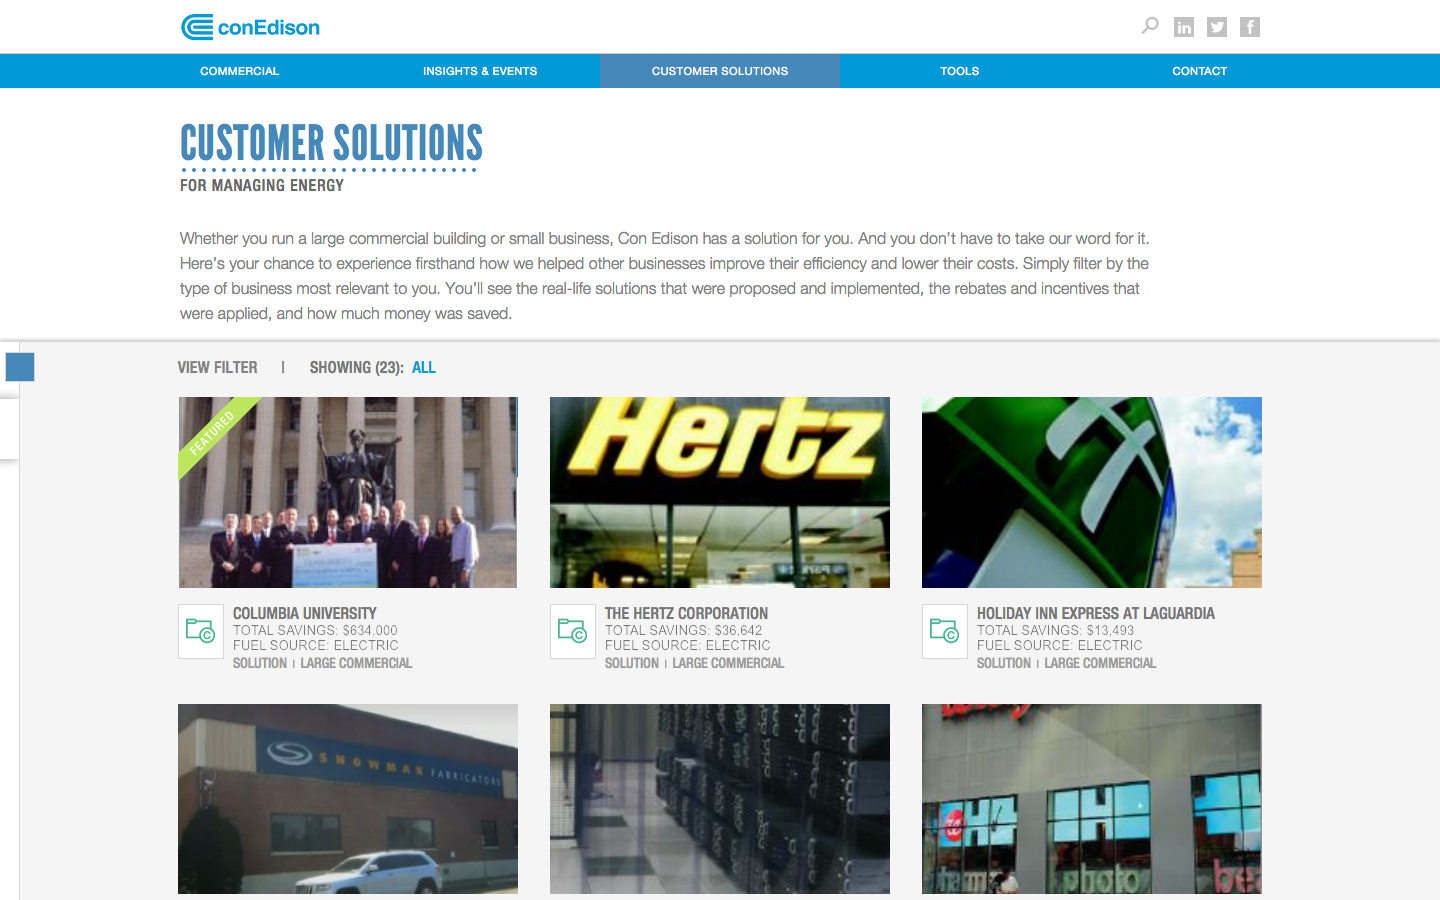 conEdison
in
f
COMMERCIAL
INSIGHTS & EVENTS
CUSTOMER SOLUTIONS
TOOLS
CONTACT
CUSTOMER SOLUTIONS
FOR MANAGING ENERGY
Whether you run a large commercial building or small business, Con Edison has a solution for you. And you don't have to take our word for it.
Here's your chance to experience firsthand how we helped other businesses improve their efficiency and lower their costs. Simply filter by the
type of business most relevant to you. You'll see the real-life solutions that were proposed and implemented, the rebates and incentives that
were applied, and how much money was saved.
VIEW FILTER | SHOWING (23): ALL
FEATURED
Hertz
COLUMBIA UNIVERSITY
TOTAL SAVINGS: $634,000
FUEL SOURCE: ELECTRIC
SOLUTION | LARGE COMMERCIAL
THE HERTZ CORPORATION
TOTAL SAVINGS: $36,642
FUEL SOURCE: ELECTRIC
SOLUTION | LARGE COMMERCIAL
HOLIDAY INN EXPRESS AT LAGUARDIA
TOTAL SAVINGS: $13,493
FUEL SOURCE: ELECTRIC
SOLUTION | LARGE COMMERCIAL
SNOWMAN FABRICATORS
photo